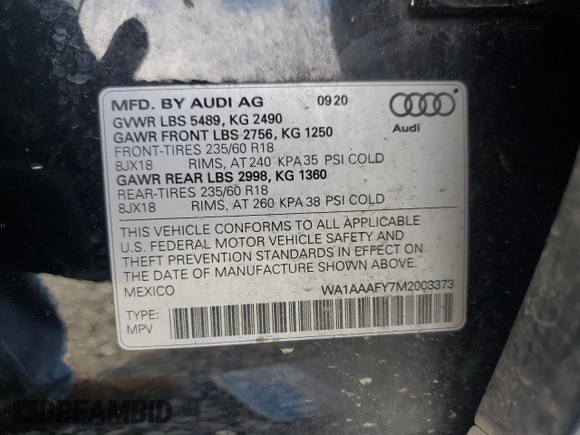 MFD. BY AUDI AG 09 20
GVWR LBS 5489, KG 2490
GAWR FRONT LBS 2756, KG 1250
FRONT-TIRES 235/60 R18
8JX18 RIMS, AT 240 KPA 35 PSI COLD
GAWR REAR LBS 2998, KG 1360
REAR-TIRES 235/60 R18
8JX18 RIMS, AT 260 KPA 38 PSI COLD
Audi
THIS VEHICLE CONFORMS TO ALL APPLICABLE
U.S. FEDERAL MOTOR VEHICLE SAFETY AND
THEFT PREVENTION STANDARDS IN EFFECT ON
THE DATE OF MANUFACTURE SHOWN ABOVE.
MEXICO WA1AAAFY7M2003373
TYPE:
MPV
DREAMBID